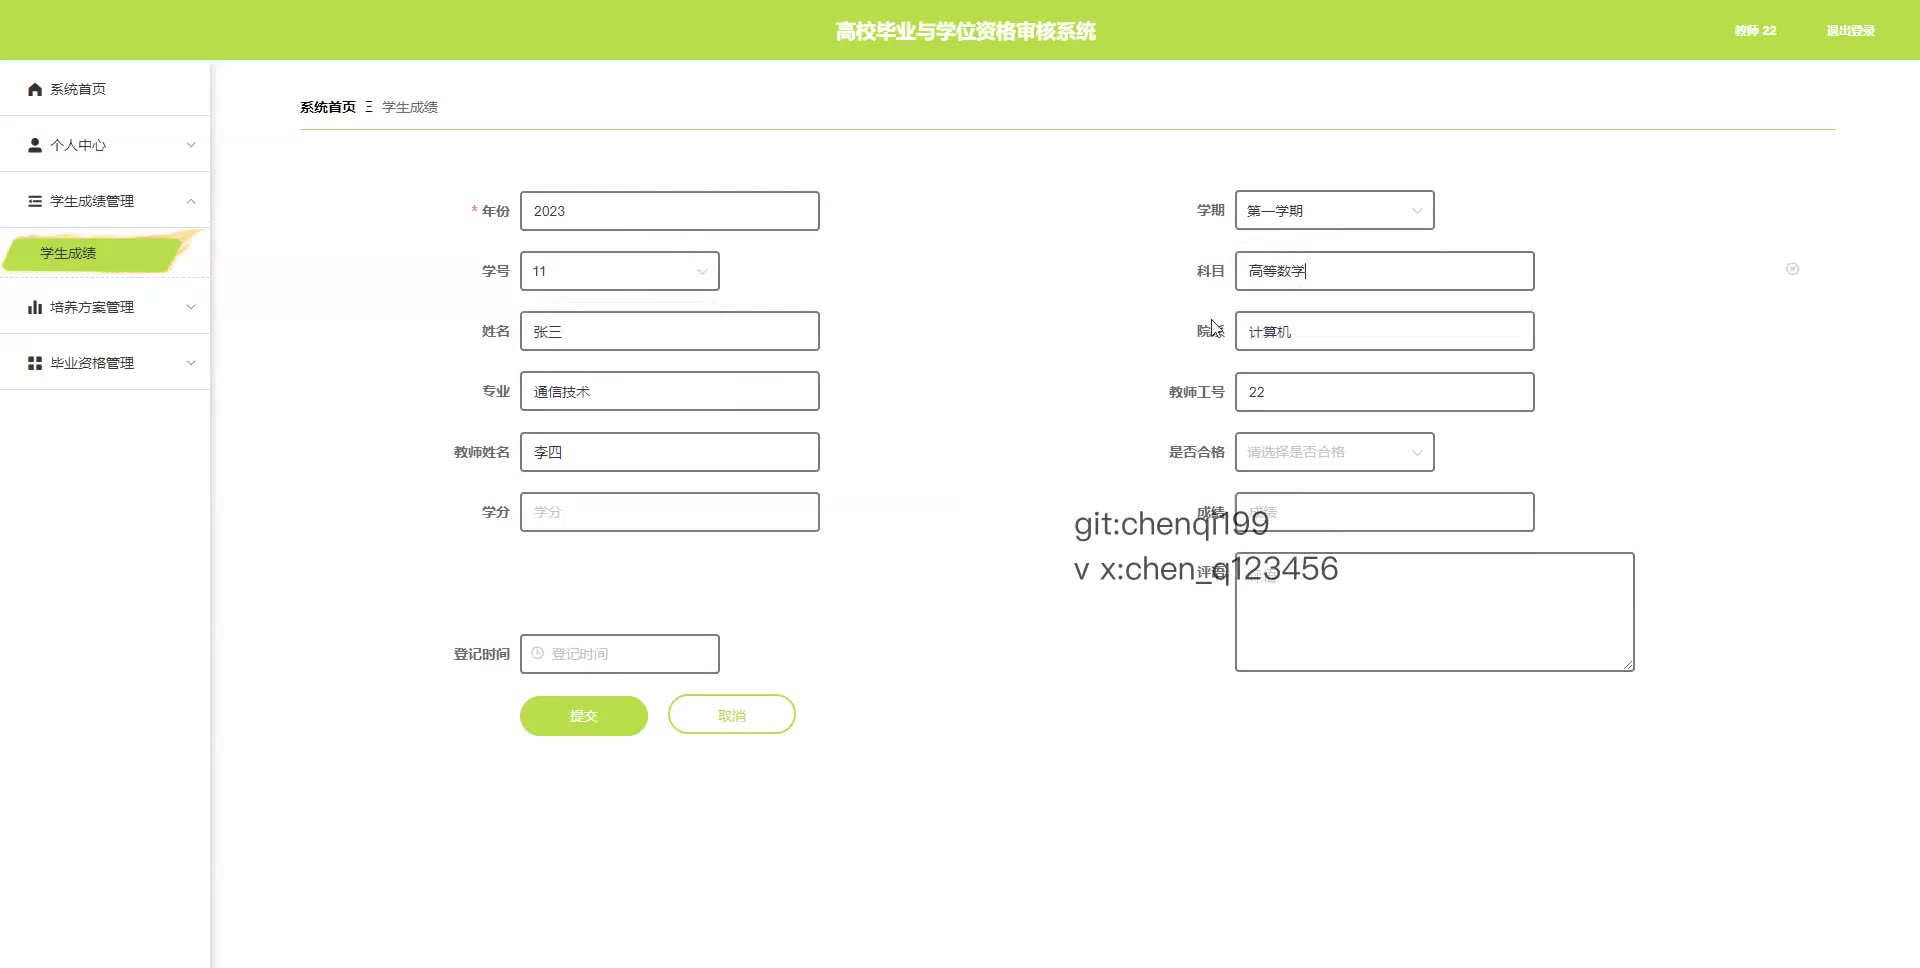 高校毕业与学位资格审核系统
教师 22
退出登录
系统首页
个人中心
学生成绩管理
学生成绩
培养方案管理
毕业资格管理
系统首页 Ξ 学生成绩
* 年份 2023
学期 第一学期
学号 11
科目 高等数学
姓名 张三
院系 计算机
专业 通信技术
教师工号 22
教师姓名 李四
是否合格 请选择是否合格
学分 学分
成绩 成绩
git:chenqi199
评语 评语
v x:chen_q123456
登记时间 登记时间
提交
取消